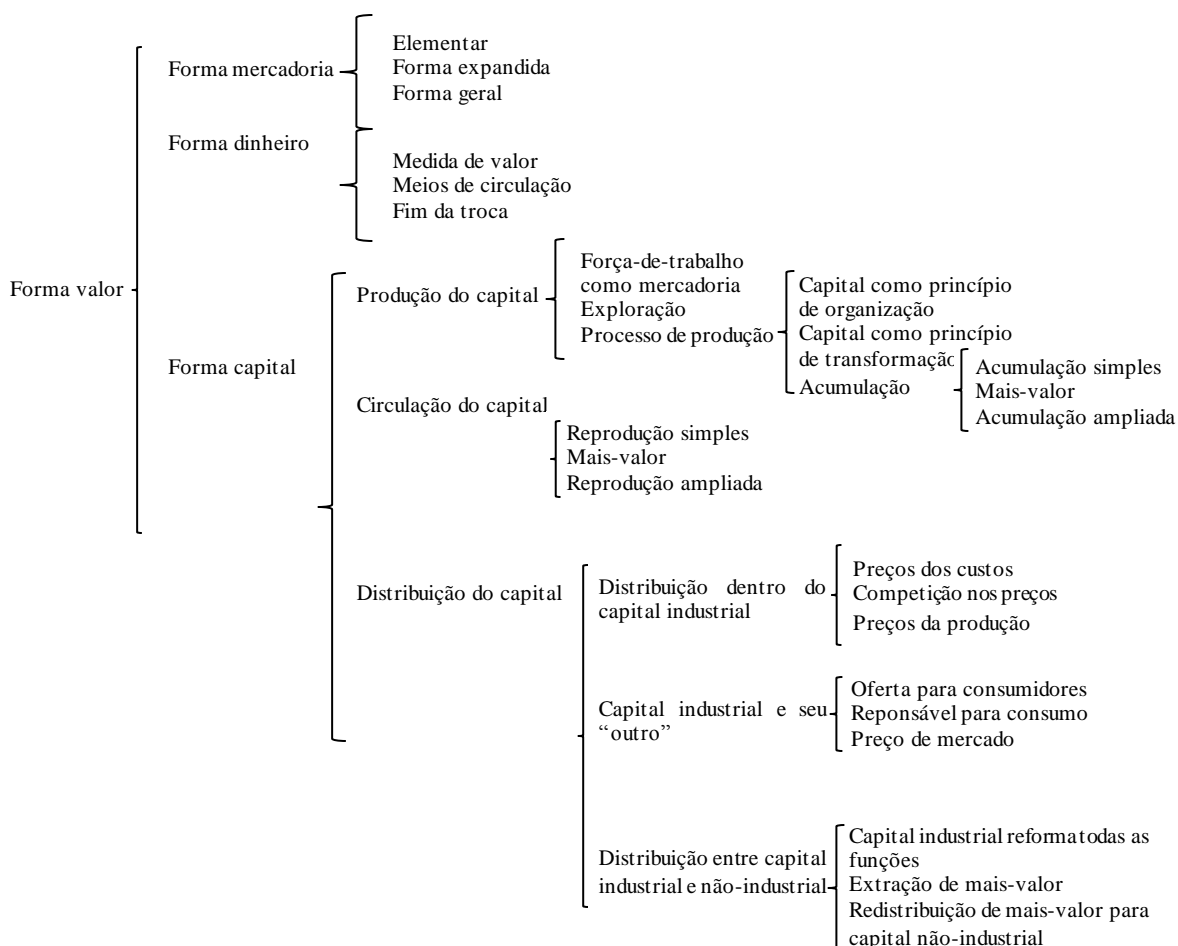 Forma valor
Forma mercadoria
Elementar
Forma expandida
Forma geral
Forma dinheiro
Medida de valor
Meios de circulação
Fim da troca
Forma capital
Produção do capital
Força-de-trabalho
como mercadoria
Exploração
Processo de produção
Capital como princípio
de organização
Capital como princípio
de transformação
Acumulação
Acumulação simples
Mais-valor
Acumulação ampliada
Circulação do capital
Reprodução simples
Mais-valor
Reprodução ampliada
Distribuição do capital
Distribuição dentro do
capital industrial
Preços dos custos
Competição nos preços
Preços da produção
Capital industrial e seu
“outro”
Oferta para consumidores
Reponsável para consumo
Preço de mercado
Distribuição entre capital
industrial e não-industrial
Capital industrial reforma todas as
funções
Extração de mais-valor
Redistribuição de mais-valor para
capital não-industrial